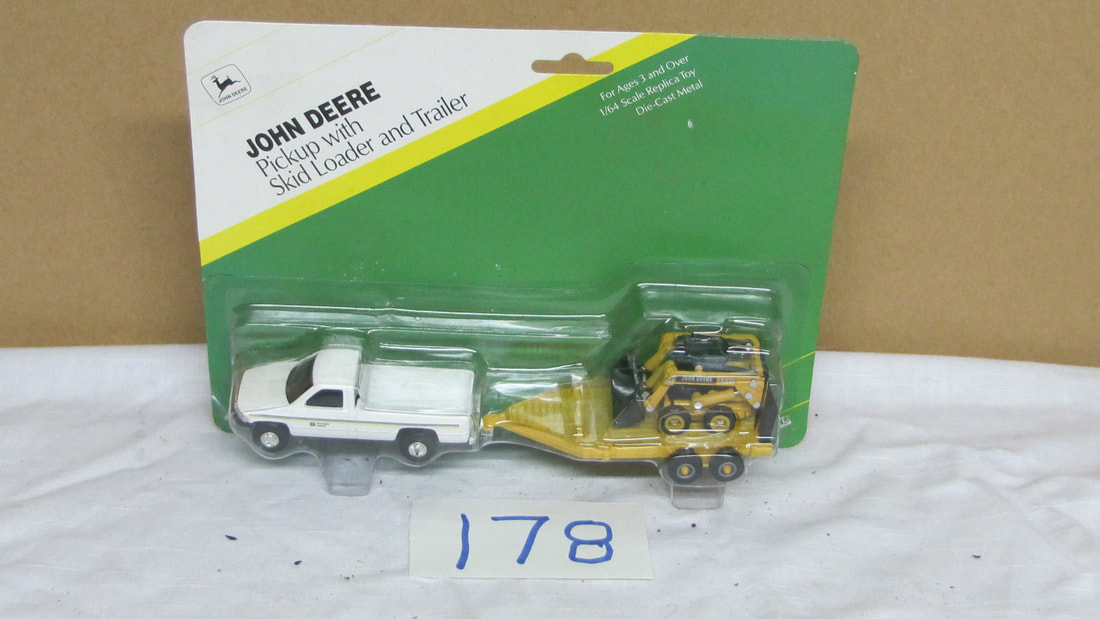 JOHN DEERE
JOHN DEERE
Pickup with
Skid Loader and Trailer
For Ages 3 and Over
1/64 Scale Replica Toy
Die-Cast Metal
JOHN DEERE
178